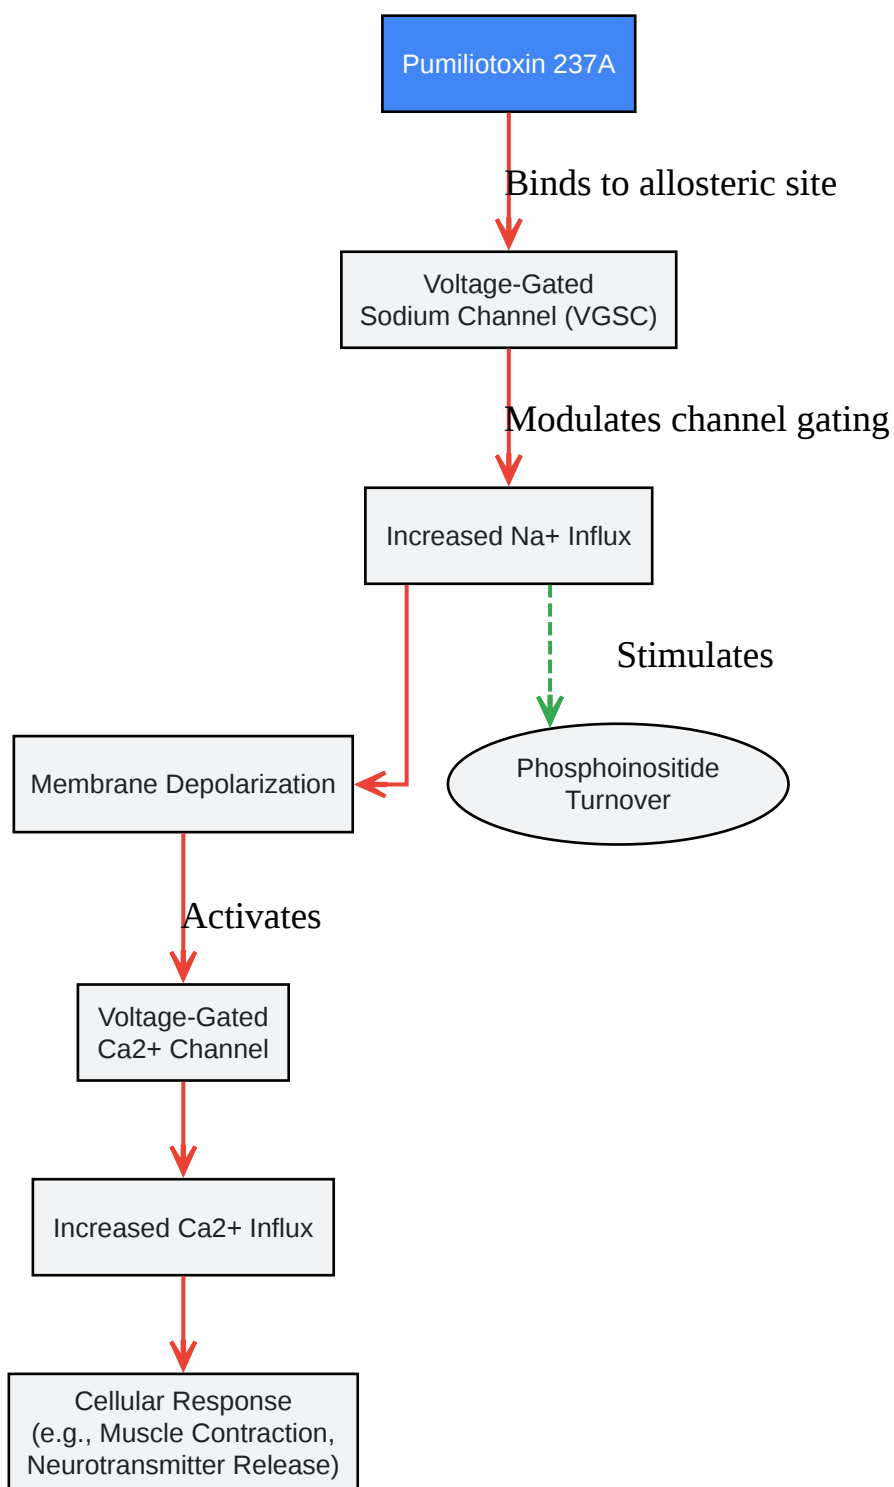 Pumiliotoxin 237A
Binds to allosteric site
Voltage-Gated
Sodium Channel (VGSC)
Modulates channel gating
Increased Na+ Influx
Stimulates
Membrane Depolarization
Phosphoinositide
Turnover
Activates
Voltage-Gated
Ca2+ Channel
Increased Ca2+ Influx
Cellular Response
(e.g., Muscle Contraction,
Neurotransmitter Release)